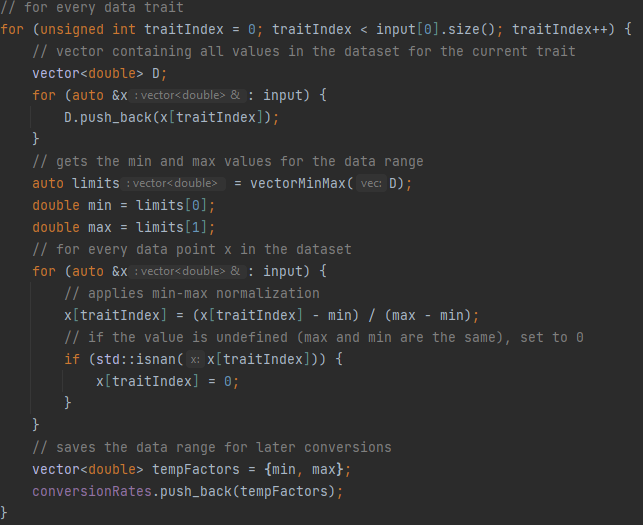 // for every data trait
for (unsigned int traitIndex = 0; traitIndex < input[0].size(); traitIndex++) {
    // vector containing all values in the dataset for the current trait
    vector<double> D;
    for (auto &x : vector<double> & : input) {
        D.push_back(x[traitIndex]);
    }
    // gets the min and max values for the data range
    auto limits : vector<double> = vectorMinMax( vec: D);
    double min = limits[0];
    double max = limits[1];
    // for every data point x in the dataset
    for (auto &x : vector<double> & : input) {
        // applies min-max normalization
        x[traitIndex] = (x[traitIndex] - min) / (max - min);
        // if the value is undefined (max and min are the same), set to 0
        if (std::isnan( x: x[traitIndex])) {
            x[traitIndex] = 0;
        }
    }
    // saves the data range for later conversions
    vector<double> tempFactors = {min, max};
    conversionRates.push_back(tempFactors);
}